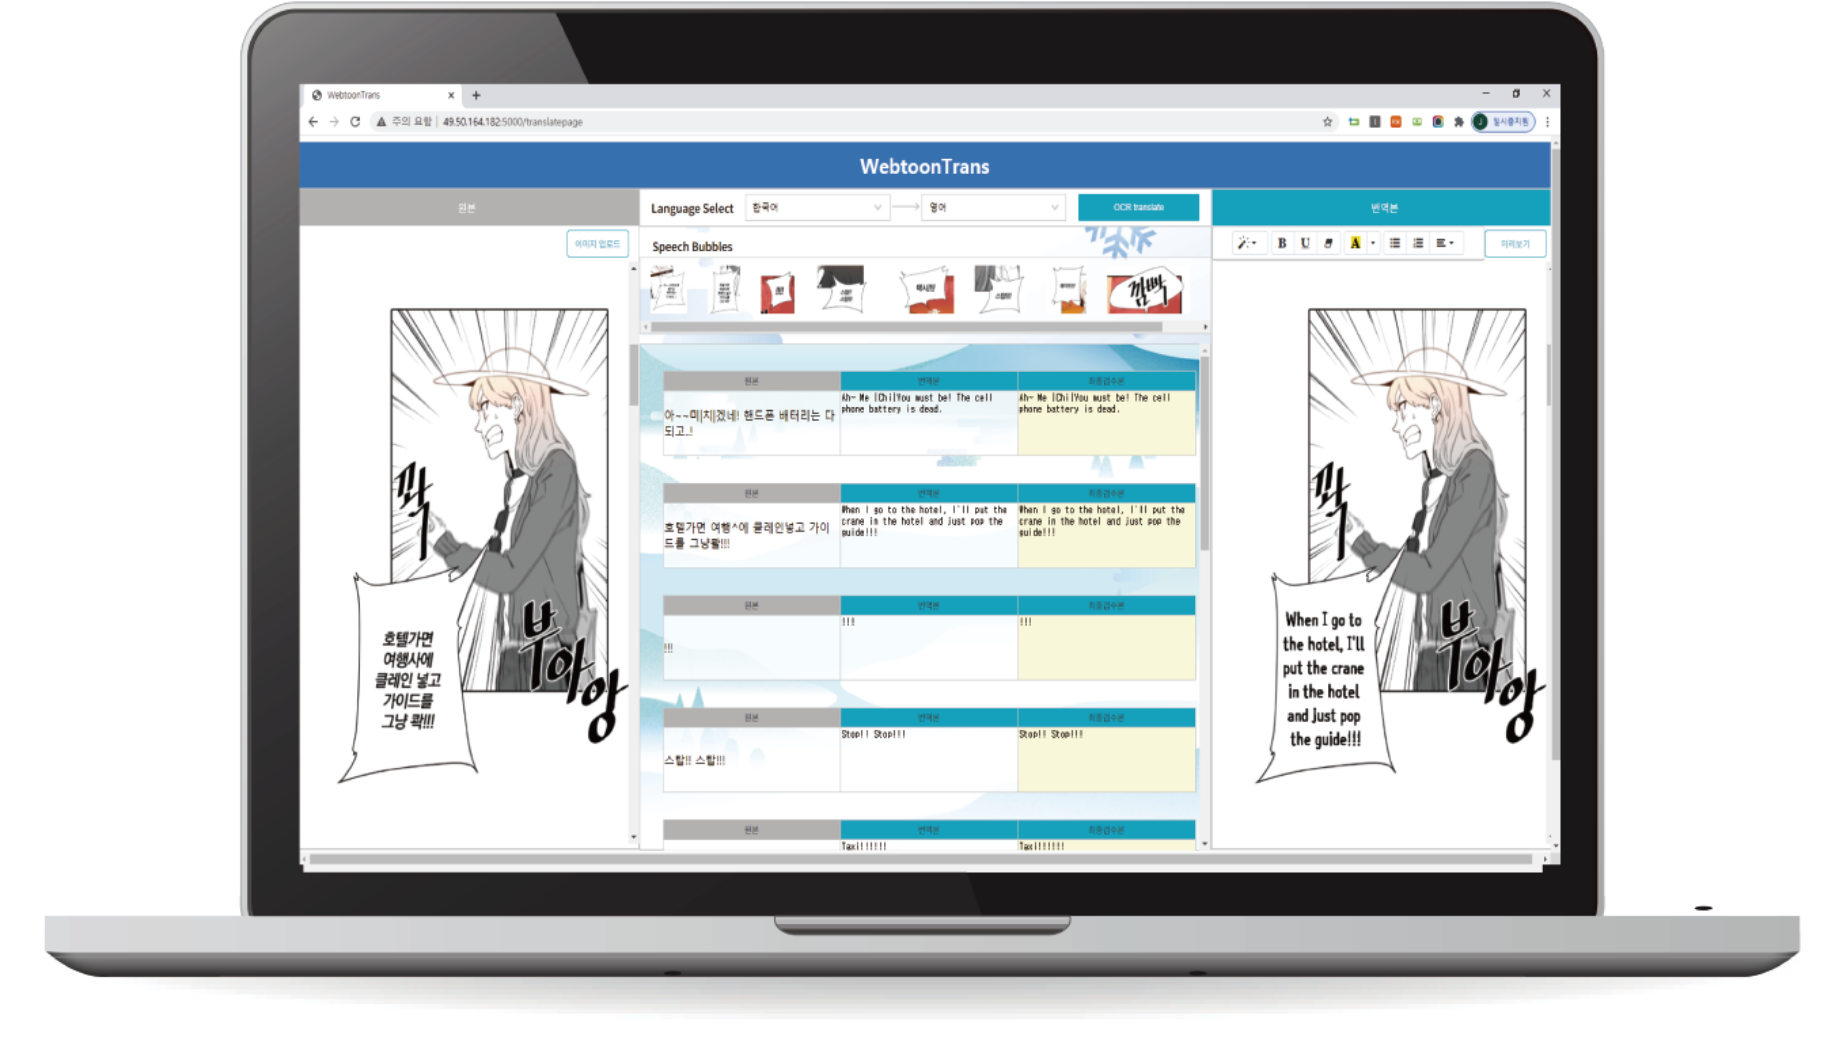 WebtoonTrans
주의 요함 | 49.50.164.182:5000/translatepage
일시중지됨
WebtoonTrans
원본
Language Select
한국어
영어
OCR translate
번역본
이미지 업로드
Speech Bubbles
B U A
미리보기
택시!!!
스탑!!!
깜빡
원본 번역본 최종검수본
아~~미[치]겠네! 핸드폰 배터리는 다
되고..!
Ah~ Me [Chi]You must be! The cell
phone battery is dead.
Ah~ Me [Chi]You must be! The cell
phone battery is dead.
원본 번역본 최종검수본
호텔가면 여행^에 클레인넣고 가이
드를 그냥콸!!!
When I go to the hotel, I'll put the
crane in the hotel and just pop the
guide!!!
When I go to the hotel, I'll put the
crane in the hotel and just pop the
guide!!!
원본 번역본 최종검수본
!!!
!!!
!!!
원본 번역본 최종검수본
스탑!! 스탑!!!
Stop!! Stop!!!
Stop!! Stop!!!
원본 번역본 최종검수본
Taxi!!!!!!
Taxi!!!!!!
꽉
부아앙
호텔가면
여행사에
클레인 넣고
가이드를
그냥 콱!!!
꽉
부아앙
When I go to
the hotel, I'll
put the crane
in the hotel
and just pop
the guide!!!